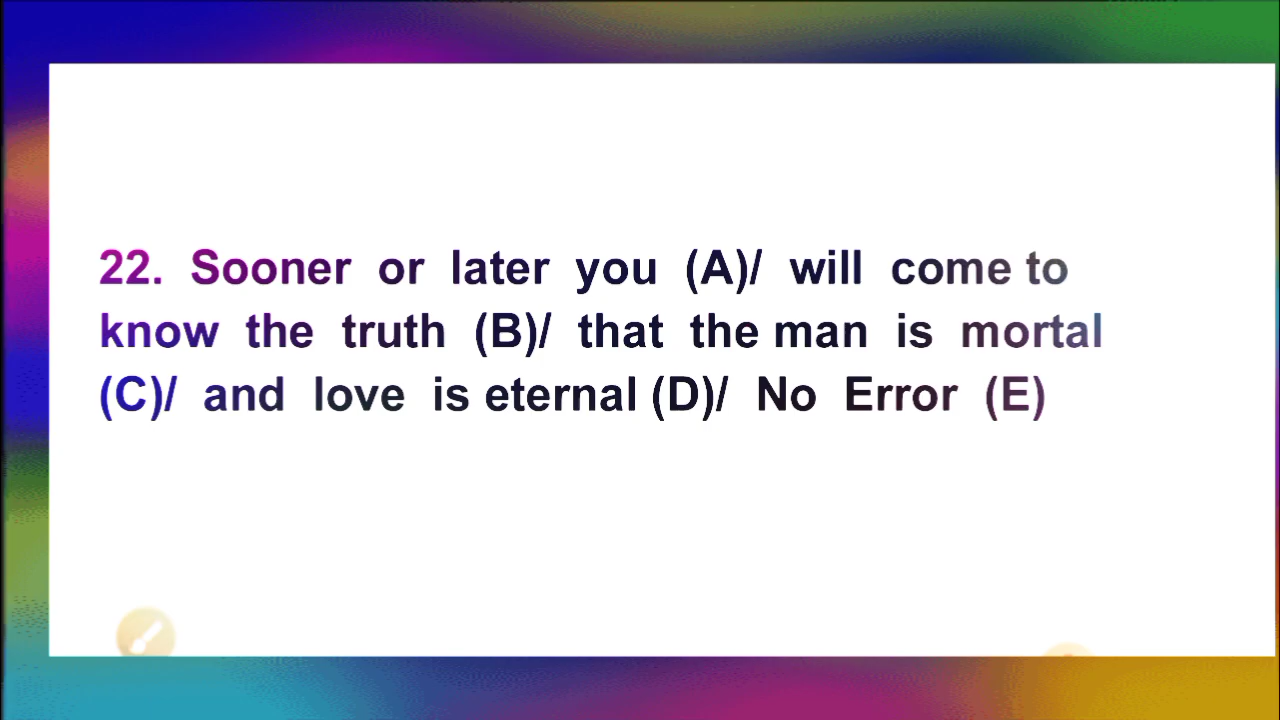 22. Sooner or later you (A)/ will come to
know the truth (B)/ that the man is mortal
(C)/ and love is eternal (D)/ No Error (E)